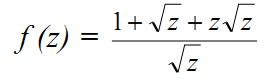 f (z) = (1 + √z + z√z) / √z